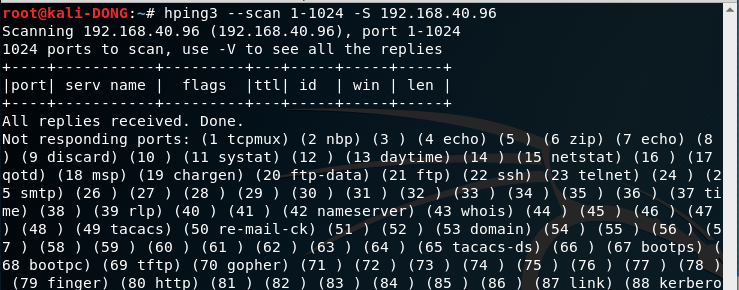 root@kali-DONG:~# hping3 --scan 1-1024 -S 192.168.40.96
Scanning 192.168.40.96 (192.168.40.96), port 1-1024
1024 ports to scan, use -V to see all the replies
+----+-----------+---------+---+-----+-----+-----+
|port| serv name |  flags  |ttl| id  | win | len |
+----+-----------+---------+---+-----+-----+-----+
All replies received. Done.
Not responding ports: (1 tcpmux) (2 nbp) (3 ) (4 echo) (5 ) (6 zip) (7 echo) (8
) (9 discard) (10 ) (11 systat) (12 ) (13 daytime) (14 ) (15 netstat) (16 ) (17
qotd) (18 msp) (19 chargen) (20 ftp-data) (21 ftp) (22 ssh) (23 telnet) (24 ) (2
5 smtp) (26 ) (27 ) (28 ) (29 ) (30 ) (31 ) (32 ) (33 ) (34 ) (35 ) (36 ) (37 ti
me) (38 ) (39 rlp) (40 ) (41 ) (42 nameserver) (43 whois) (44 ) (45 ) (46 ) (47
) (48 ) (49 tacacs) (50 re-mail-ck) (51 ) (52 ) (53 domain) (54 ) (55 ) (56 ) (5
7 ) (58 ) (59 ) (60 ) (61 ) (62 ) (63 ) (64 ) (65 tacacs-ds) (66 ) (67 bootps) (
68 bootpc) (69 tftp) (70 gopher) (71 ) (72 ) (73 ) (74 ) (75 ) (76 ) (77 ) (78 )
(79 finger) (80 http) (81 ) (82 ) (83 ) (84 ) (85 ) (86 ) (87 link) (88 kerbero